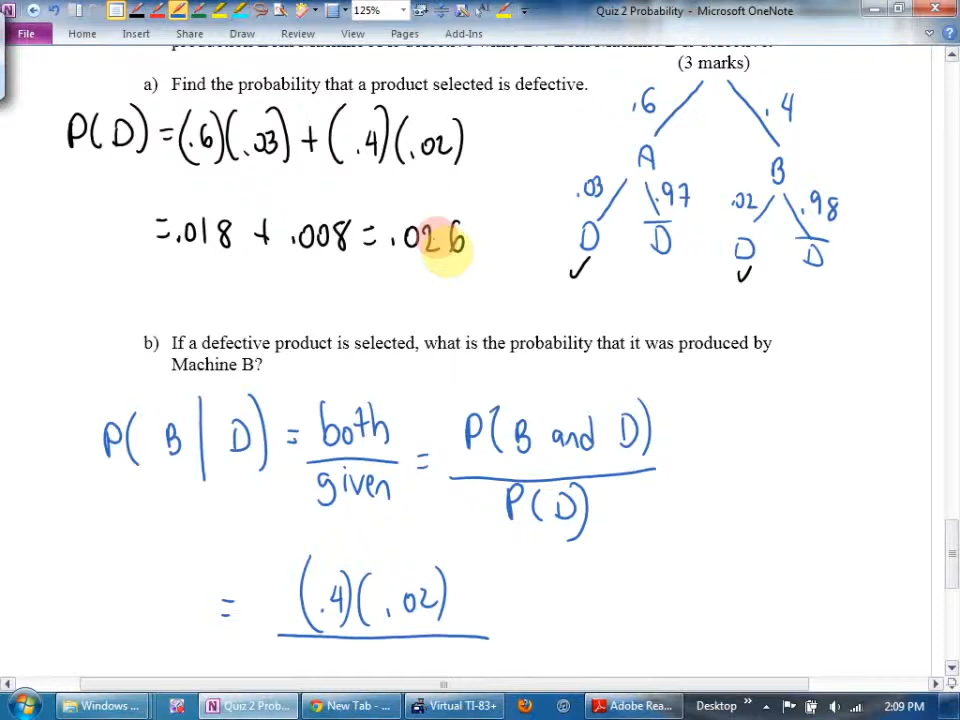 125%
Quiz 2 Probability - Microsoft OneNote
File Home Insert Share Draw Review View Pages Add-Ins
(3 marks)
a) Find the probability that a product selected is defective.
P(D) = (.6)(.03) + (.4)(.02)
= .018 + .008 = .026
.6 .4
A B
.03 .97 .02 .98
D D̅ D D̅
✓ ✓
b) If a defective product is selected, what is the probability that it was produced by
Machine B?
P( B | D) = both / given = P(B and D) / P(D)
= (.4)(.02)
Windows ... Quiz 2 Prob... New Tab - ... Virtual TI-83+ Adobe Rea... Desktop » 2:09 PM